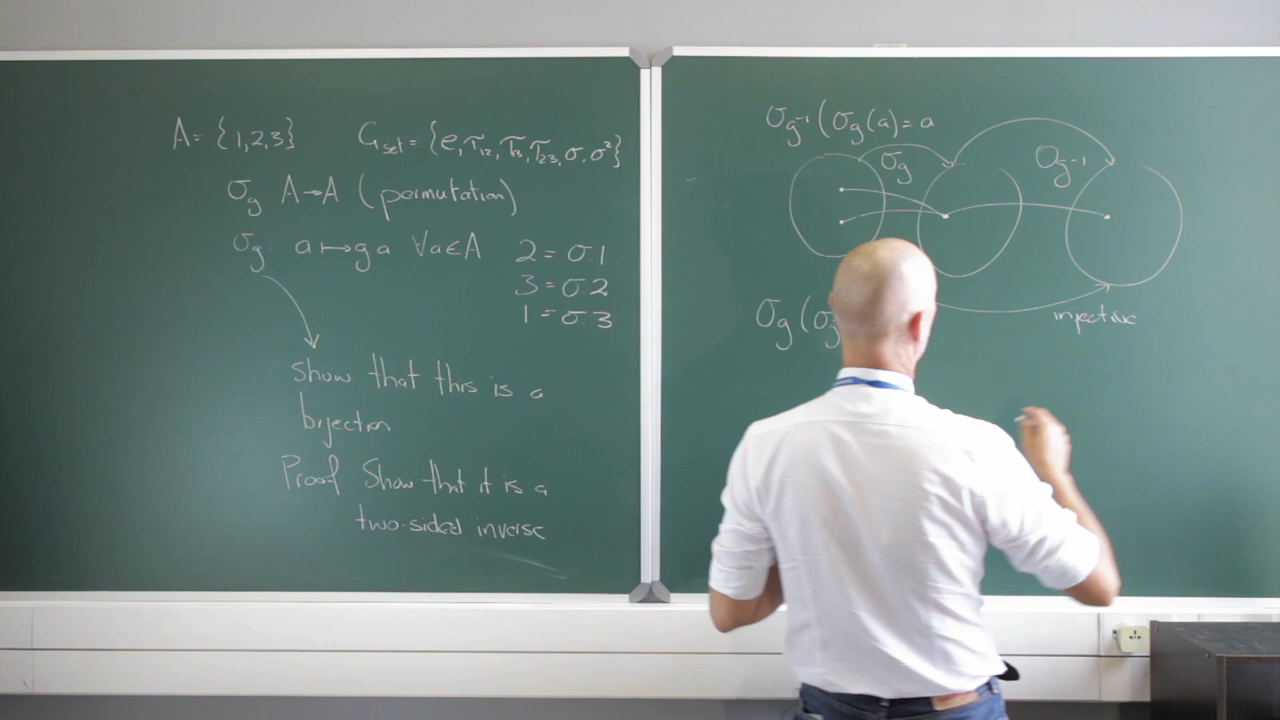 A = {1,2,3}
G_set = {e, τ₁₂, τ₁₃, τ₂₃, σ, σ²}
σ_g A→A (permutation)
σ_g: a ↦ g a ∀a∈A
2 = σ.1
3 = σ.2
1 = σ.3
Show that this is a
bijection
Proof Show that it is a
two-sided inverse
σ_g⁻¹(σ_g(a) = a
σ_g
σ_g⁻¹
injective
σ_g(σ_g